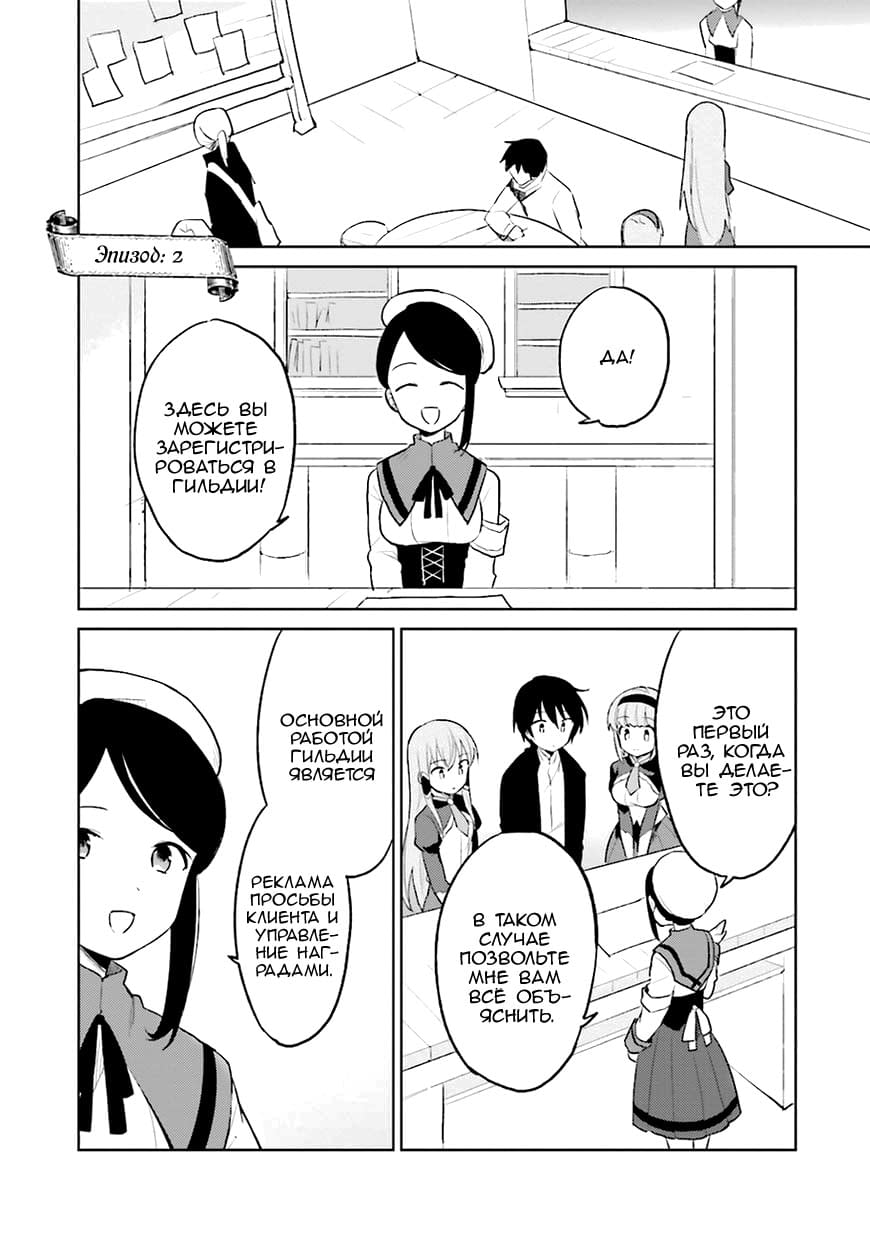 Эпизод: 2
ДА!
ЗДЕСЬ ВЫ
МОЖЕТЕ
ЗАРЕГИСТРИ-
РОВАТЬСЯ В
ГИЛЬДИИ!
ЭТО
ПЕРВЫЙ
РАЗ, КОГДА
ВЫ ДЕЛАЕ-
ТЕ ЭТО?
В ТАКОМ
СЛУЧАЕ
ПОЗВОЛЬТЕ
МНЕ ВАМ
ВСЁ ОБЪ-
ЯСНИТЬ.
ОСНОВНОЙ
РАБОТОЙ
ГИЛЬДИИ
ЯВЛЯЕТСЯ
РЕКЛАМА
ПРОСЬБЫ
КЛИЕНТА И
УПРАВЛЕ-
НИЕ НАГ-
РАДАМИ.